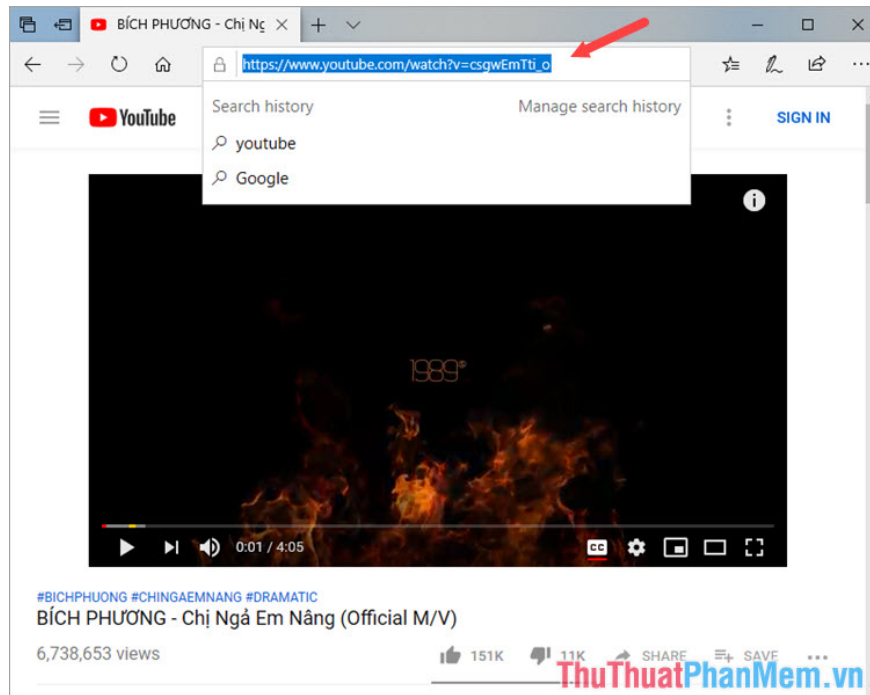 BÍCH PHƯƠNG - Chị Ng
https://www.youtube.com/watch?v=csgwEmTti_o
Search history Manage search history
youtube
Google
YouTube
SIGN IN
1989
0:01 / 4:05
CC
#BICHPHUONG #CHINGAEMNANG #DRAMATIC
BÍCH PHƯƠNG - Chị Ngả Em Nâng (Official M/V)
6,738,653 views 151K 11K SHARE SAVE
ThuThuatPhanMem.vn